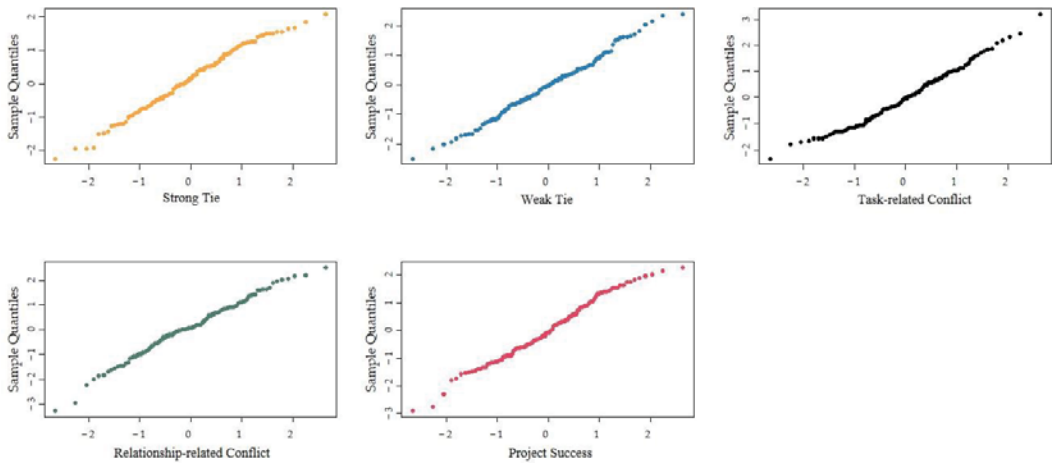 Sample Quantiles
2
1
0
−1
−2
−2 −1 0 1 2
Strong Tie
Sample Quantiles
2
1
0
−1
−2
−2 −1 0 1 2
Weak Tie
Sample Quantiles
3
2
1
0
−1
−2
−2 −1 0 1 2
Task-related Conflict
Sample Quantiles
2
1
0
−1
−2
−3
−2 −1 0 1 2
Relationship-related Conflict
Sample Quantiles
2
1
0
−1
−2
−3
−2 −1 0 1 2
Project Success